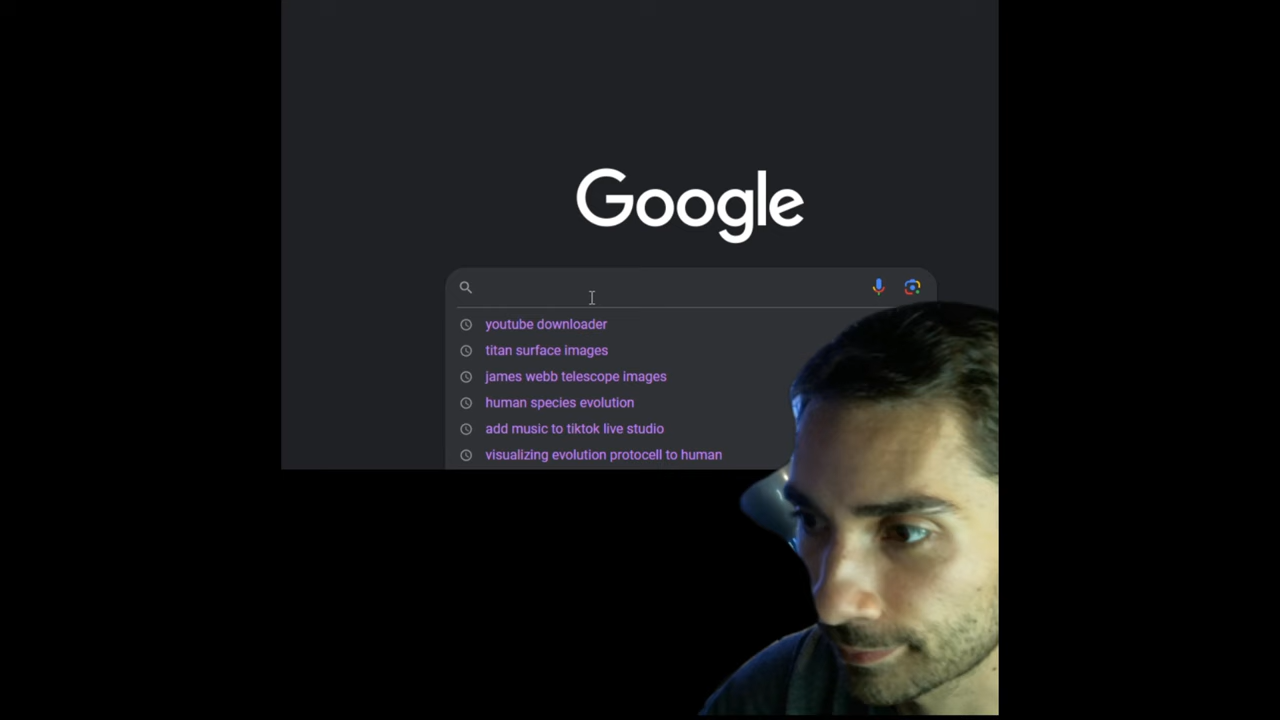 Google
youtube downloader
titan surface images
james webb telescope images
human species evolution
add music to tiktok live studio
visualizing evolution protocell to human